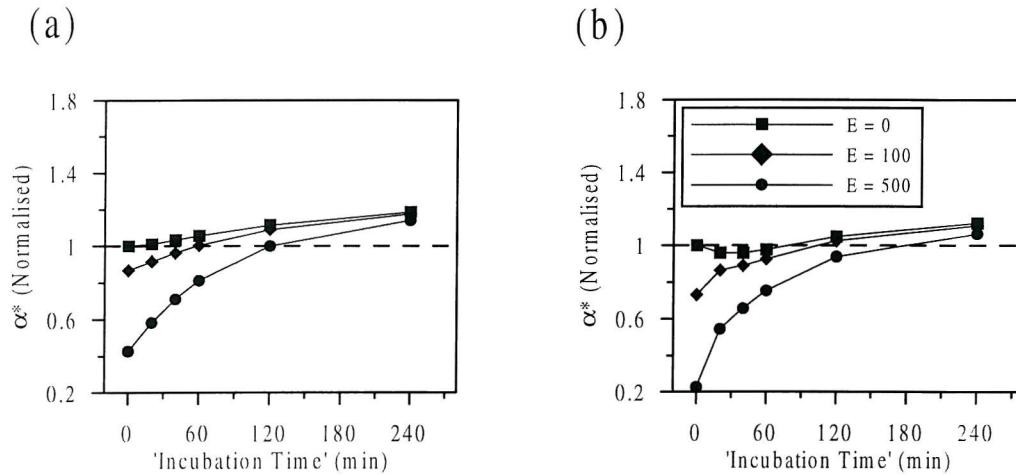 (a)
(b)
1.8
1.4
1
0.6
0.2
α* (Normalised)
0 60 120 180 240
'Incubation Time' (min)
1.8
1.4
1
0.6
0.2
α* (Normalised)
E = 0
E = 100
E = 500
0 60 120 180 240
'Incubation Time' (min)